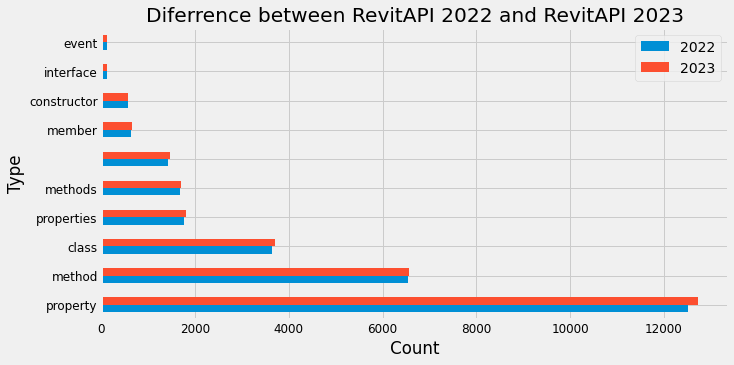 Diferrence between RevitAPI 2022 and RevitAPI 2023
2022
2023
event
interface
constructor
member
methods
properties
class
method
property
Type
0 2000 4000 6000 8000 10000 12000
Count